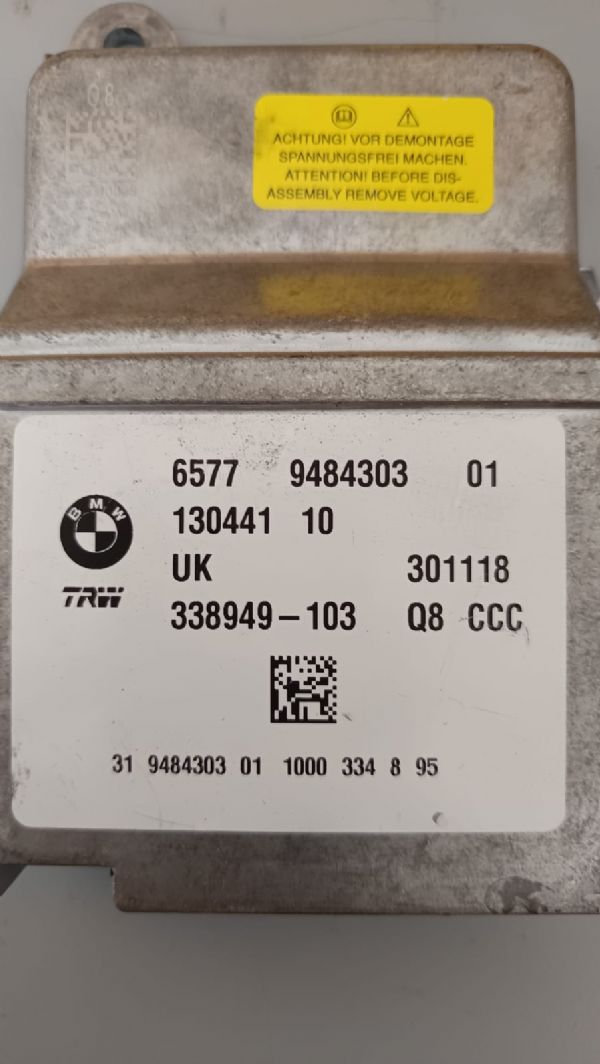 Q8
ACHTUNG! VOR DEMONTAGE
SPANNUNGSFREI MACHEN.
ATTENTION! BEFORE DIS-
ASSEMBLY REMOVE VOLTAGE.
6577 9484303 01
BMW
130441 10
TRW
UK 301118
338949-103 Q8 CCC
31 9484303 01 1000 334 8 95